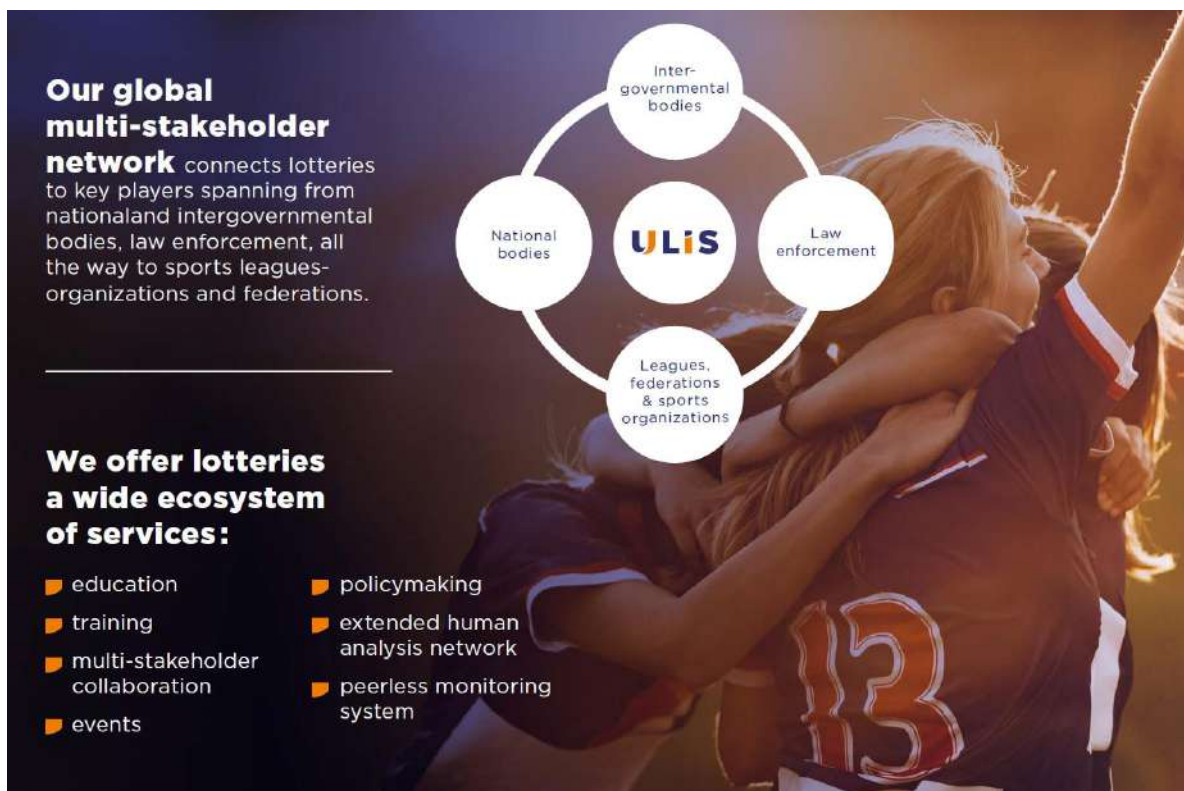 Our global
multi-stakeholder
network connects lotteries
to key players spanning from
nationaland intergovernmental
bodies, law enforcement, all
the way to sports leagues-
organizations and federations.
Inter-
governmental
bodies
National
bodies
ULiS
Law
enforcement
Leagues,
federations
& sports
organizations
We offer lotteries
a wide ecosystem
of services:
education
training
multi-stakeholder
collaboration
events
policymaking
extended human
analysis network
peerless monitoring
system
13